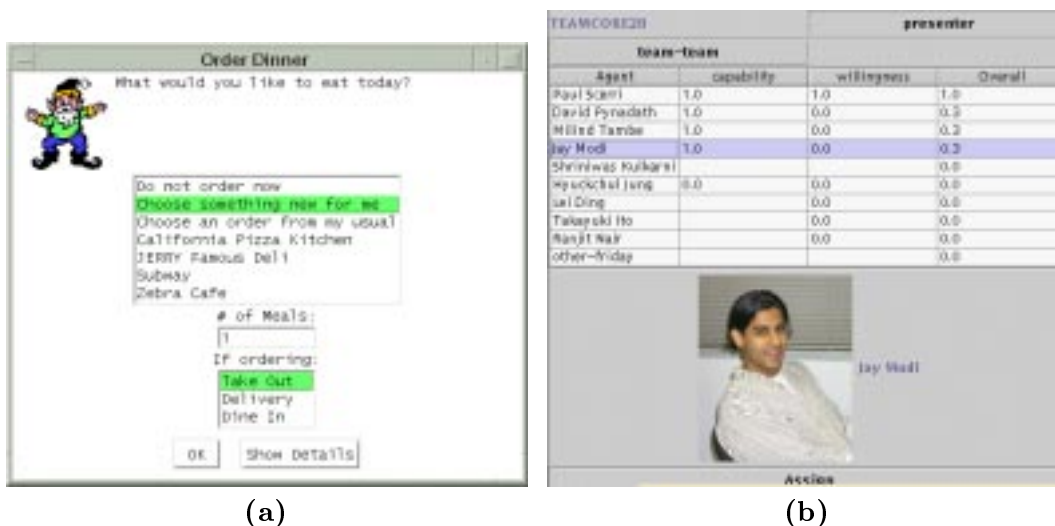 Order Dinner
What would you like to eat today?
Do not order now
Choose something new for me
Choose an order from my usual
California Pizza Kitchen
JERRY Famous Deli
Subway
Zebra Cafe
# of Meals:
1
If ordering:
Take Out
Delivery
Dine In
OK Show Details
(a)
presenter
team-team
Agent capability willingness Overall
Paul Scerri 1.0 1.0 1.0
David Pynadath 1.0 0.0 0.3
Milind Tambe 1.0 0.0 0.3
Jay Modi 1.0 0.0 0.3
Shriniwas Kulkarni 0.0
Hyuckchul Jung 0.0 0.0 0.0
Lei Ding 0.0 0.0
Takayuki Ito 0.0 0.0
Ranjit Nair 0.0 0.0
other-friday 0.0
Jay Modi
Assign
(b)